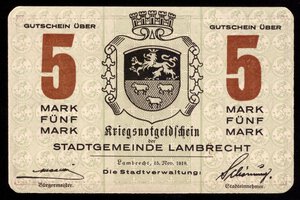 GUTSCHEIN ÜBER
5
MARK
FÜNF
MARK
GUTSCHEIN ÜBER
5
MARK
FÜNF
MARK
Kriegsnotgeldschein
der
STADTGEMEINDE LAMBRECHT
Lambrecht, 15. Nov. 1918.
Die Stadtverwaltung:
Bürgermeister.
Stadteinnehmer.